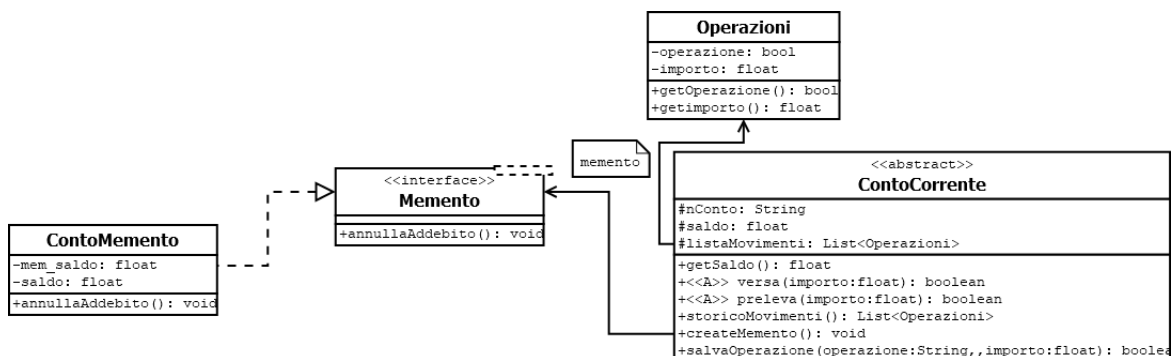 Operazioni
-operazione: bool
-importo: float
+getOperazione(): bool
+getimporto(): float
memento
<<interface>>
Memento
+annullaAddebito(): void
ContoMemento
-mem_saldo: float
-saldo: float
+annullaAddebito(): void
<<abstract>>
ContoCorrente
#nConto: String
#saldo: float
#listaMovimenti: List<Operazioni>
+getSaldo(): float
+<<A>> versa(importo:float): boolean
+<<A>> preleva(importo:float): boolean
+storicoMovimenti(): List<Operazioni>
+createMemento(): void
+salvaOperazione(operazione:String,,importo:float): boolea